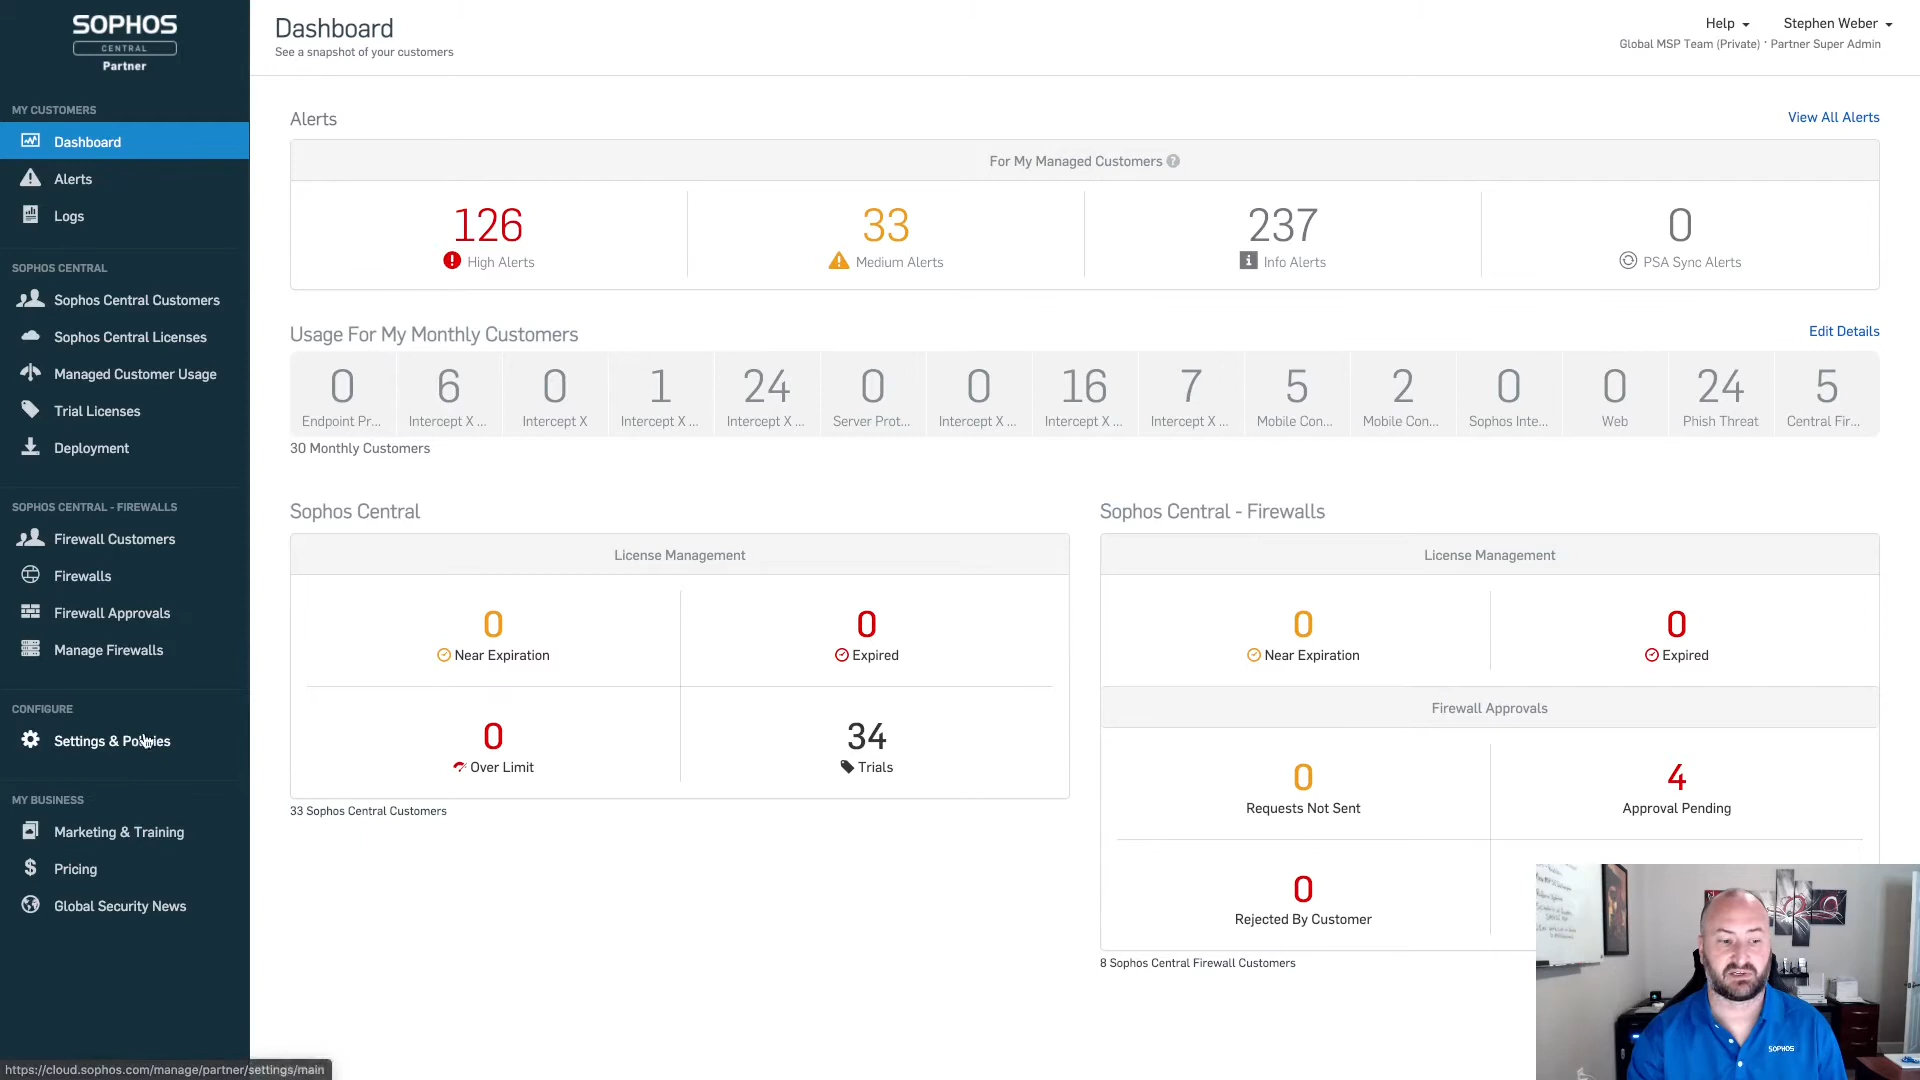 SOPHOS
CENTRAL
Partner
Dashboard
See a snapshot of your customers
Help
Stephen Weber
Global MSP Team (Private) · Partner Super Admin
MY CUSTOMERS
Dashboard
Alerts
Logs
SOPHOS CENTRAL
Sophos Central Customers
Sophos Central Licenses
Managed Customer Usage
Trial Licenses
Deployment
SOPHOS CENTRAL - FIREWALLS
Firewall Customers
Firewalls
Firewall Approvals
Manage Firewalls
CONFIGURE
Settings & Policies
MY BUSINESS
Marketing & Training
Pricing
Global Security News
https://cloud.sophos.com/manage/partner/settings/main
Alerts
View All Alerts
For My Managed Customers ?
126
High Alerts
33
Medium Alerts
237
Info Alerts
0
PSA Sync Alerts
Usage For My Monthly Customers
Edit Details
0 6 0 1 24 0 0 16 7 5 2 0 0 24 5
Endpoint Pr... Intercept X ... Intercept X Intercept X ... Intercept X ... Server Prot... Intercept X ... Intercept X ... Intercept X ... Mobile Con... Mobile Con... Sophos Inte... Web Phish Threat Central Fir...
30 Monthly Customers
Sophos Central
License Management
0
Near Expiration
0
Expired
0
Over Limit
34
Trials
33 Sophos Central Customers
Sophos Central - Firewalls
License Management
0
Near Expiration
0
Expired
Firewall Approvals
0
Requests Not Sent
4
Approval Pending
0
Rejected By Customer
8 Sophos Central Firewall Customers
SOPHOS